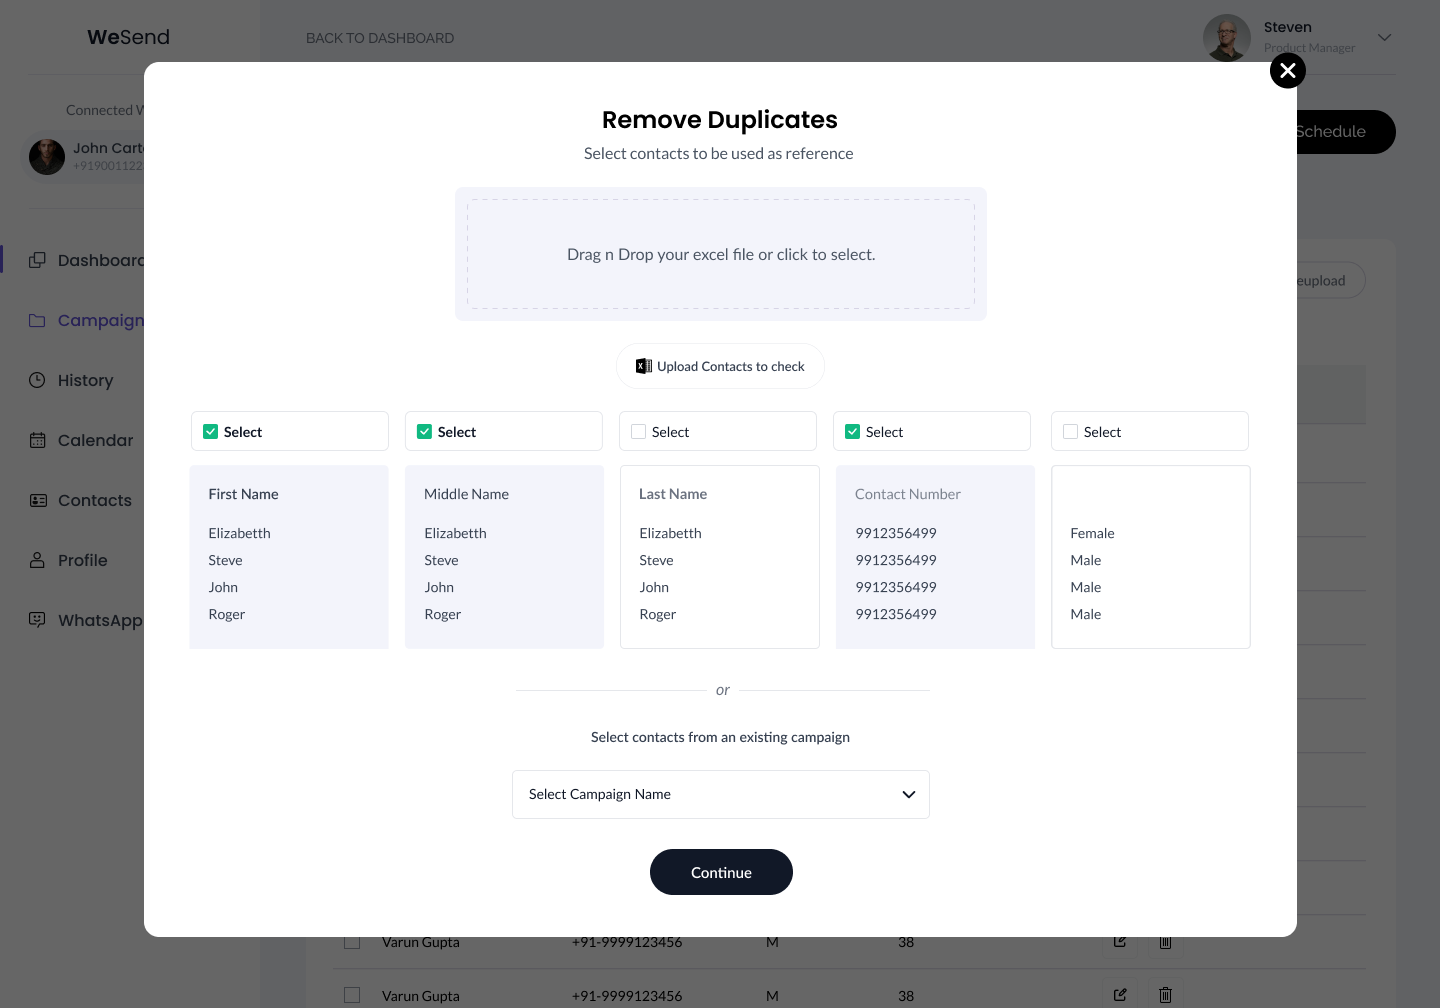 WeSend
BACK TO DASHBOARD
Steven
Product Manager
Connected
John
+919001122
Schedule
Campaign
History
Calendar
Contacts
Profile
WhatsApp
Remove Duplicates
Select contacts to be used as reference
Drag n Drop your excel file or click to select.
Upload Contacts to check
Select Select Select Select Select
First Name Middle Name Last Name Contact Number
Elizabetth Elizabetth Elizabetth 9912356499 Female
Steve Steve Steve 9912356499 Male
John John John 9912356499 Male
Roger Roger Roger 9912356499 Male
or
Select contacts from an existing campaign
Select Campaign Name
Continue
Varun Gupta +91-9999123456 M 38
Varun Gupta +91-9999123456 M 38